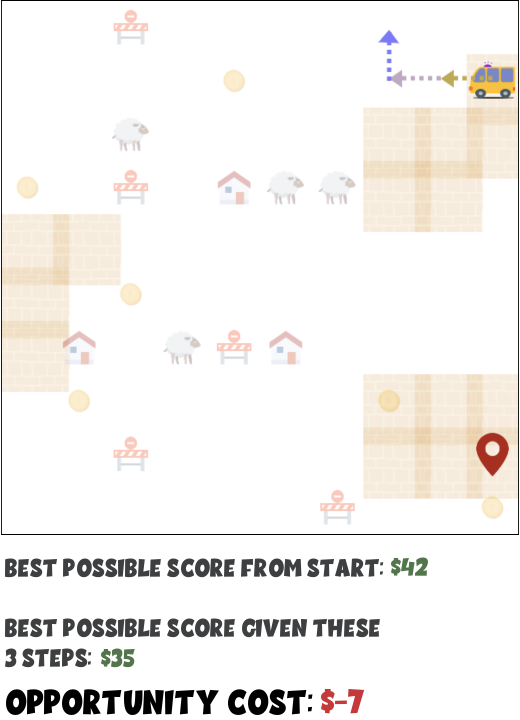 BEST POSSIBLE SCORE FROM START: $42
BEST POSSIBLE SCORE GIVEN THESE
3 STEPS: $35
OPPORTUNITY COST: $-7